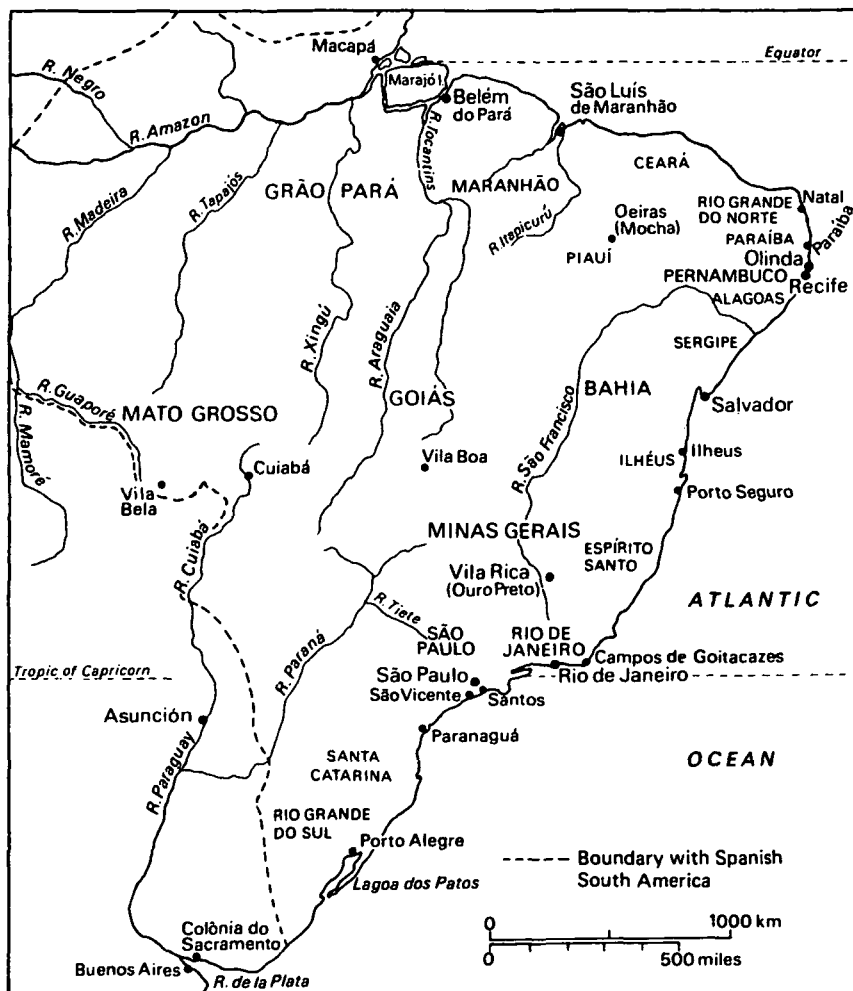 Macapá
Equator
R. Negro
Marajó I.
Belém
do Pará
São Luís
de Maranhão
R. Amazon
R. Tocantins
CEARÁ
R. Madeira
R. Tapajós
GRÃO PARÁ
MARANHÃO
RIO GRANDE
DO NORTE
Natal
R. Itapicurú
Oeiras
(Mocha)
PARAÍBA
Paraíba
PIAUÍ
Olinda
PERNAMBUCO
Recife
ALAGOAS
R. Xingú
R. Araguaia
SERGIPE
R. Guaporé
MATO GROSSO
GOIÁS
BAHIA
R. São Francisco
Salvador
R. Mamoré
Cuiabá
Vila Boa
ILHÉUS
Ilheus
Vila
Bela
Porto Seguro
MINAS GERAIS
R. Cuiabá
ESPÍRITO
SANTO
Vila Rica
(Ouro Preto)
ATLANTIC
R. Tiete
SÃO
PAULO
RIO DE
JANEIRO
R. Paraná
Campos de Goitacazes
Tropic of Capricorn
São Paulo
Rio de Janeiro
São Vicente
Santos
Asunción
Paranaguá
R. Paraguay
SANTA
CATARINA
OCEAN
RIO GRANDE
DO SUL
Porto Alegre
Boundary with Spanish
South America
Lagoa dos Patos
0 1000 km
0 500 miles
Colônia do
Sacramento
Buenos Aires
R. de la Plata